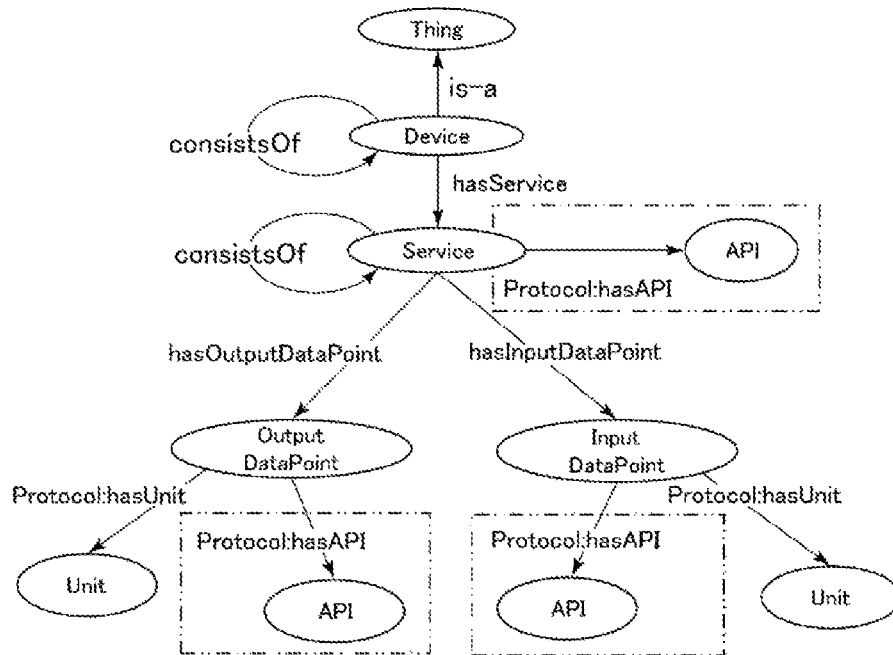 Thing
is-a
consistsOf
Device
hasService
consistsOf
Service
API
Protocol:hasAPI
hasOutputDataPoint
hasInputDataPoint
Output
DataPoint
Input
DataPoint
Protocol:hasUnit
Protocol:hasUnit
Protocol:hasAPI
Protocol:hasAPI
Unit
API
API
Unit